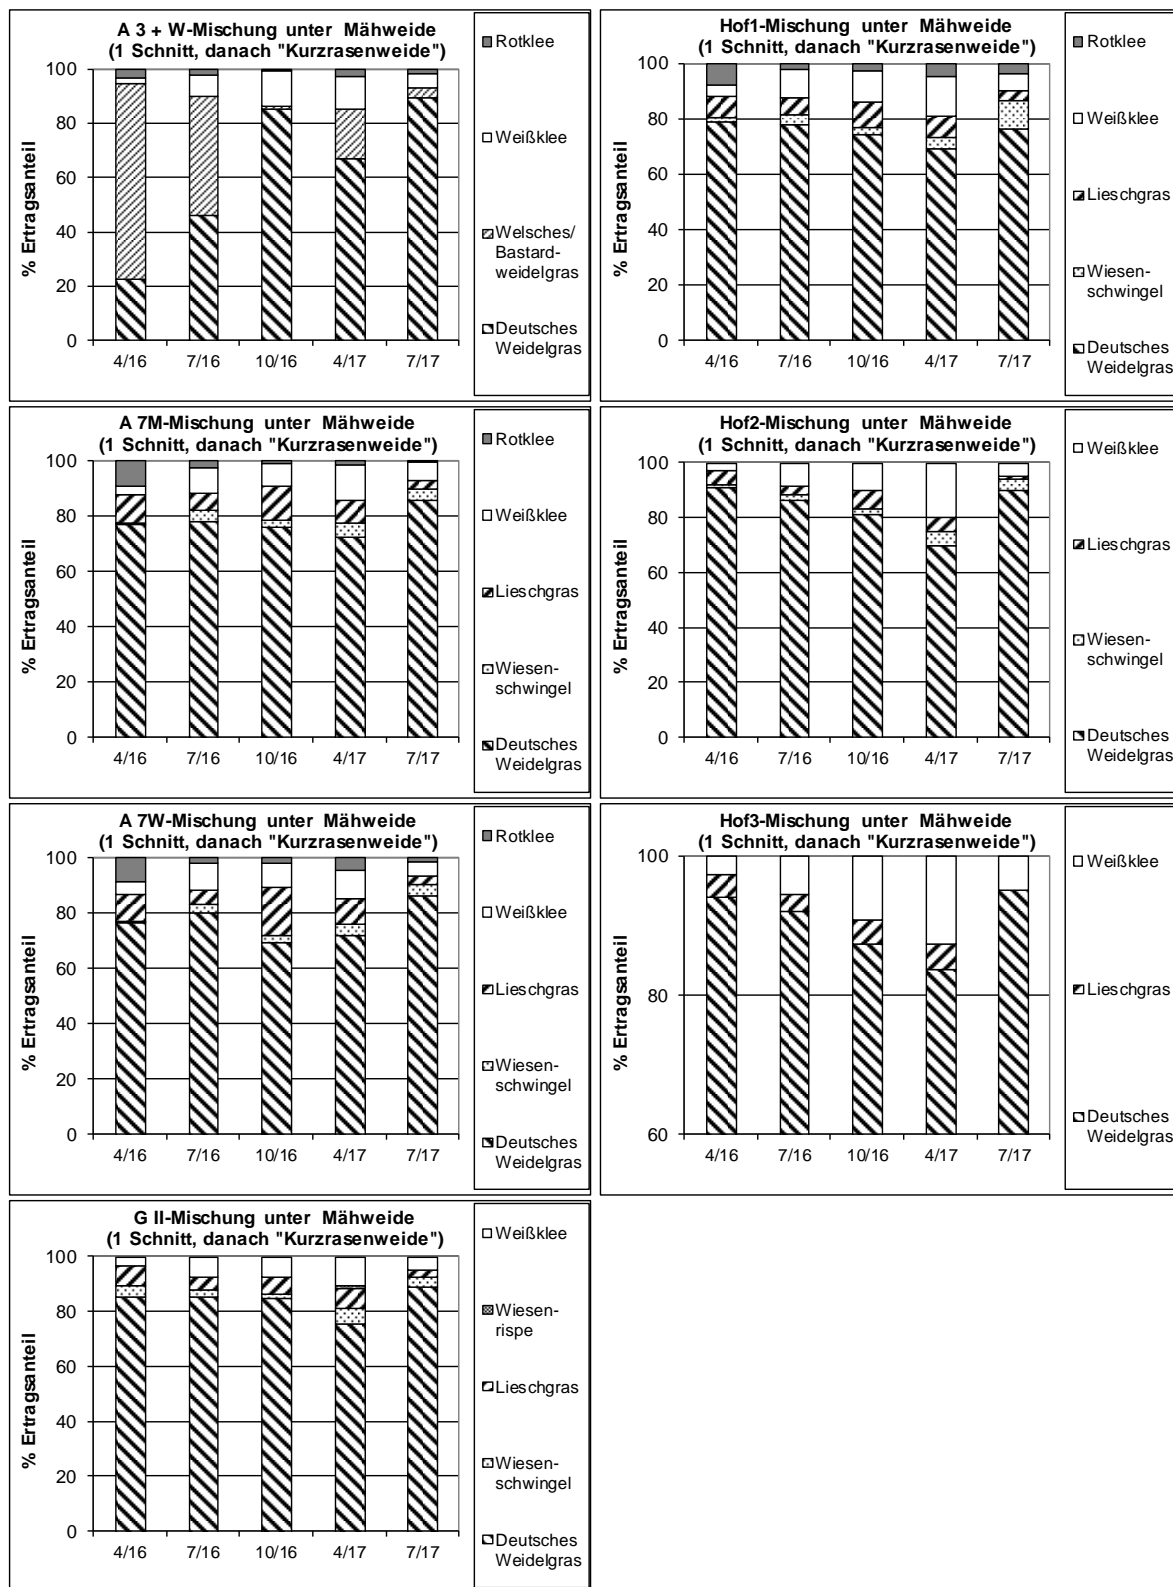 A 3 + W-Mischung unter Mähweide
(1 Schnitt, danach "Kurzrasenweide")
% Ertragsanteil
100
80
60
40
20
0
4/16 7/16 10/16 4/17 7/17
Rotklee
Weißklee
Welsches/
Bastard-
weidelgras
Deutsches
Weidelgras
Hof1-Mischung unter Mähweide
(1 Schnitt, danach "Kurzrasenweide")
% Ertragsanteil
100
80
60
40
20
0
4/16 7/16 10/16 4/17 7/17
Rotklee
Weißklee
Lieschgras
Wiesen-
schwingel
Deutsches
Weidelgras
A 7M-Mischung unter Mähweide
(1 Schnitt, danach "Kurzrasenweide")
% Ertragsanteil
100
80
60
40
20
0
4/16 7/16 10/16 4/17 7/17
Rotklee
Weißklee
Lieschgras
Wiesen-
schwingel
Deutsches
Weidelgras
Hof2-Mischung unter Mähweide
(1 Schnitt, danach "Kurzrasenweide")
% Ertragsanteil
100
80
60
40
20
0
4/16 7/16 10/16 4/17 7/17
Weißklee
Lieschgras
Wiesen-
schwingel
Deutsches
Weidelgras
A 7W-Mischung unter Mähweide
(1 Schnitt, danach "Kurzrasenweide")
% Ertragsanteil
100
80
60
40
20
0
4/16 7/16 10/16 4/17 7/17
Rotklee
Weißklee
Lieschgras
Wiesen-
schwingel
Deutsches
Weidelgras
Hof3-Mischung unter Mähweide
(1 Schnitt, danach "Kurzrasenweide")
% Ertragsanteil
100
80
60
4/16 7/16 10/16 4/17 7/17
Weißklee
Lieschgras
Deutsches
Weidelgras
G II-Mischung unter Mähweide
(1 Schnitt, danach "Kurzrasenweide")
% Ertragsanteil
100
80
60
40
20
0
4/16 7/16 10/16 4/17 7/17
Weißklee
Wiesen-
rispe
Lieschgras
Wiesen-
schwingel
Deutsches
Weidelgras